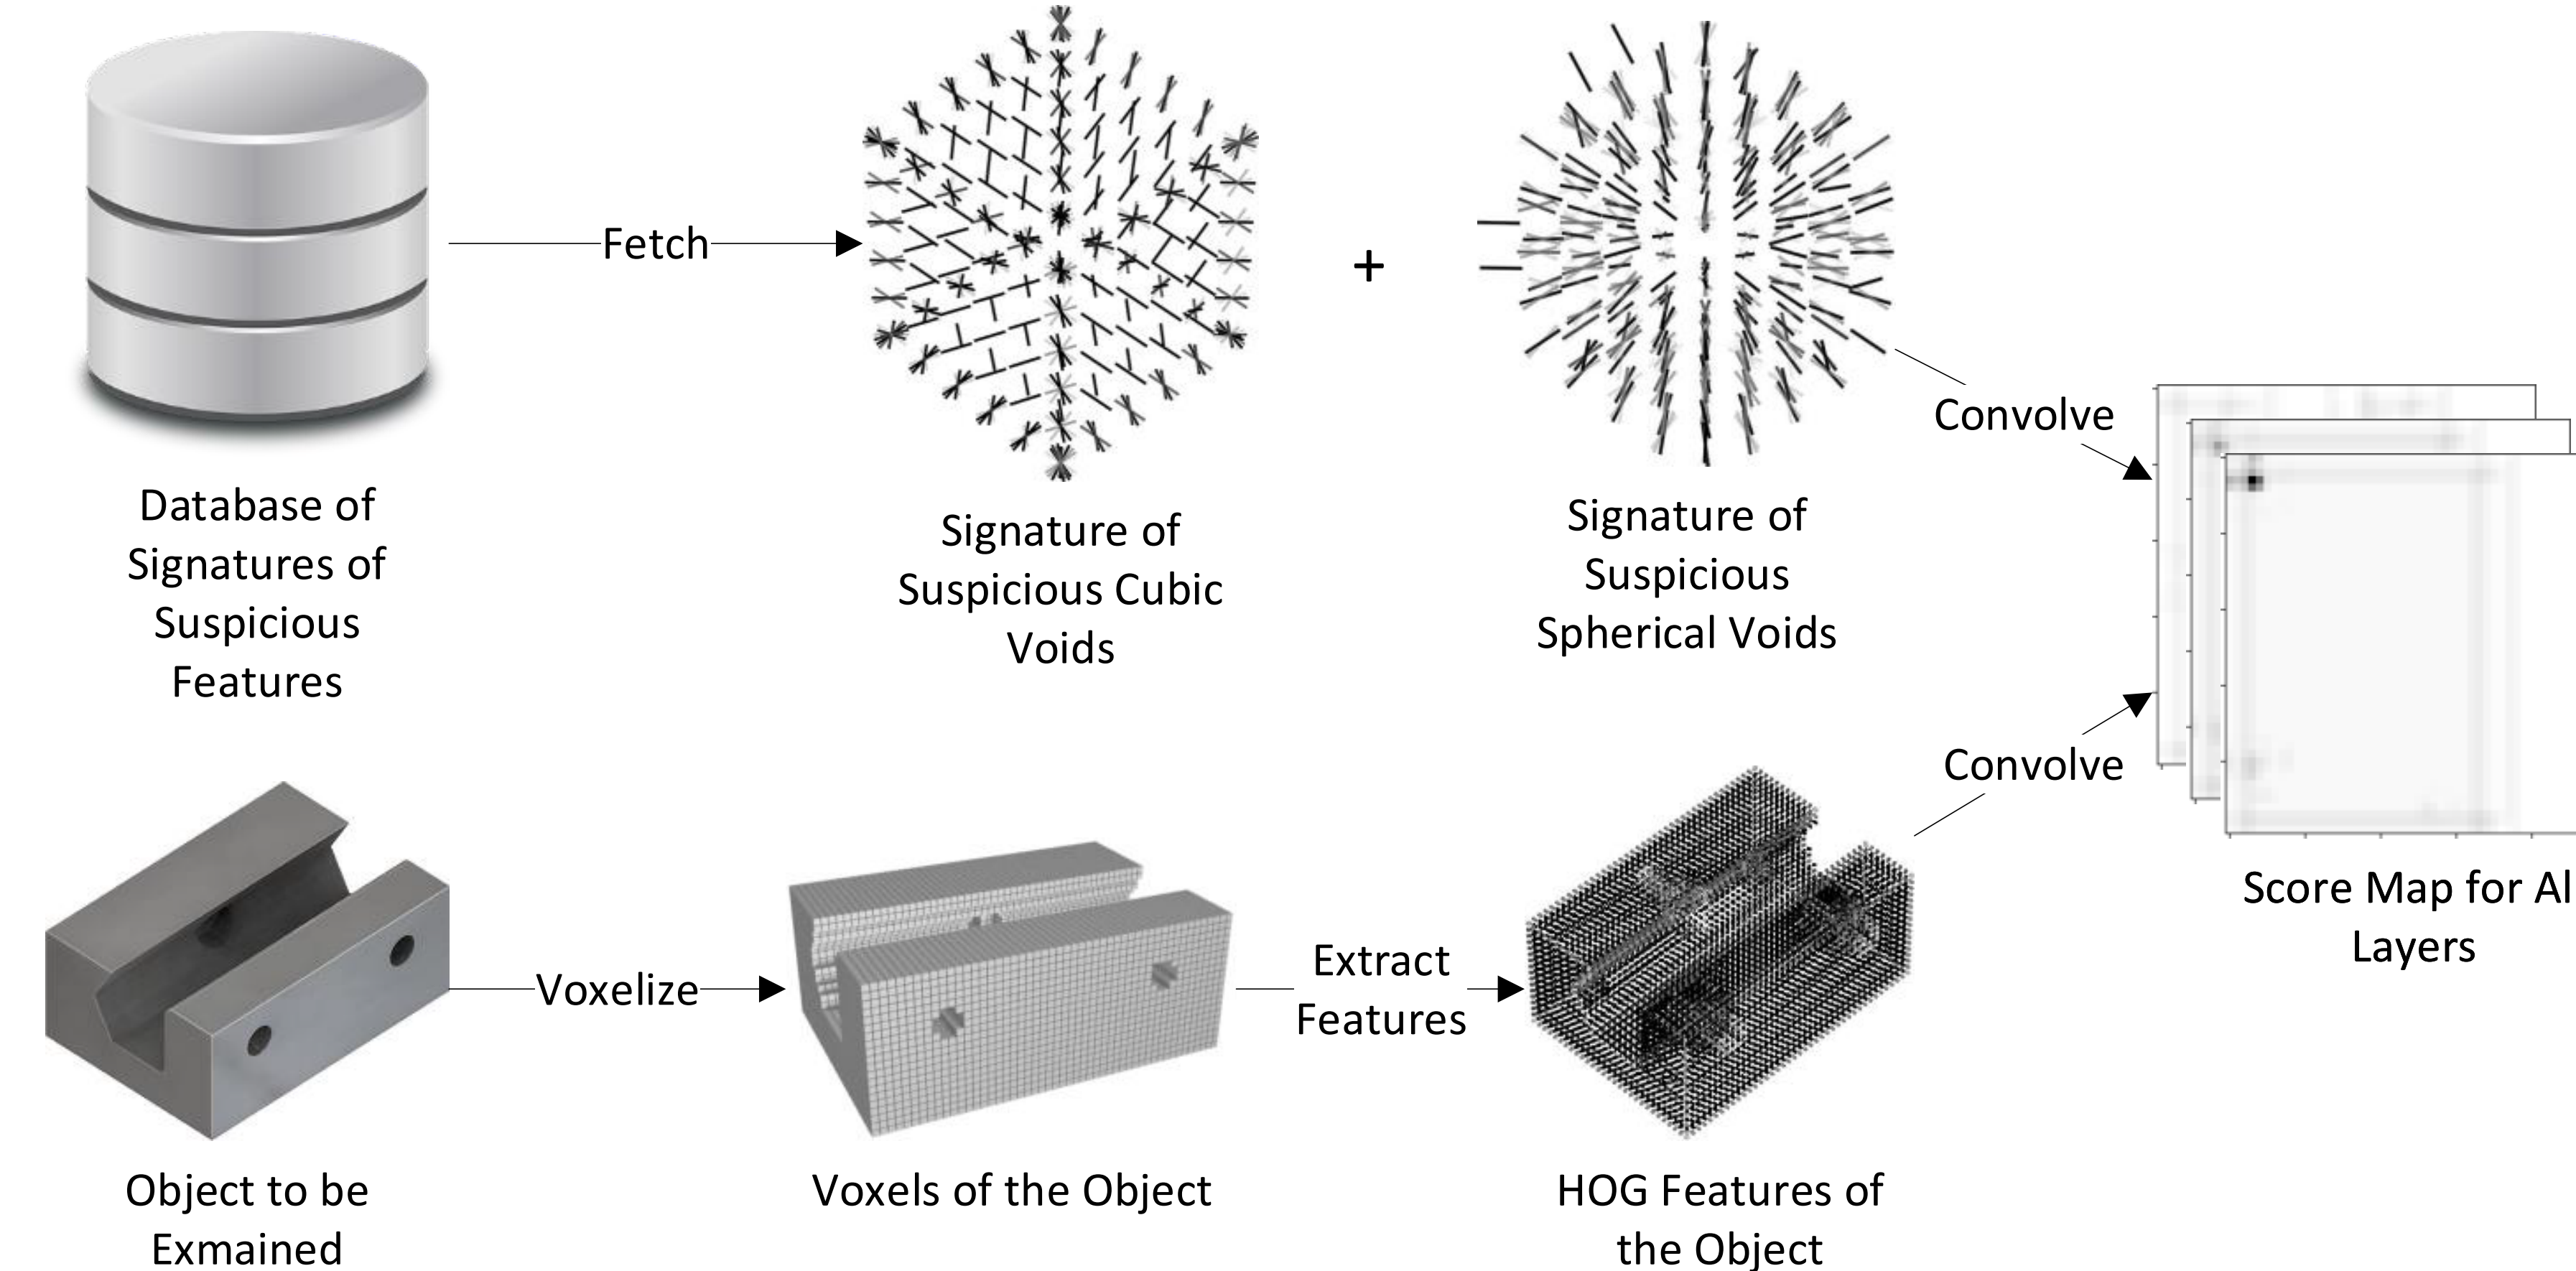 Fetch
+
Convolve
Database of
Signatures of
Suspicious
Features
Signature of
Suspicious Cubic
Voids
Signature of
Suspicious
Spherical Voids
Convolve
Score Map for Al
Layers
Voxelize
Extract
Features
Object to be
Exmained
Voxels of the Object
HOG Features of
the Object